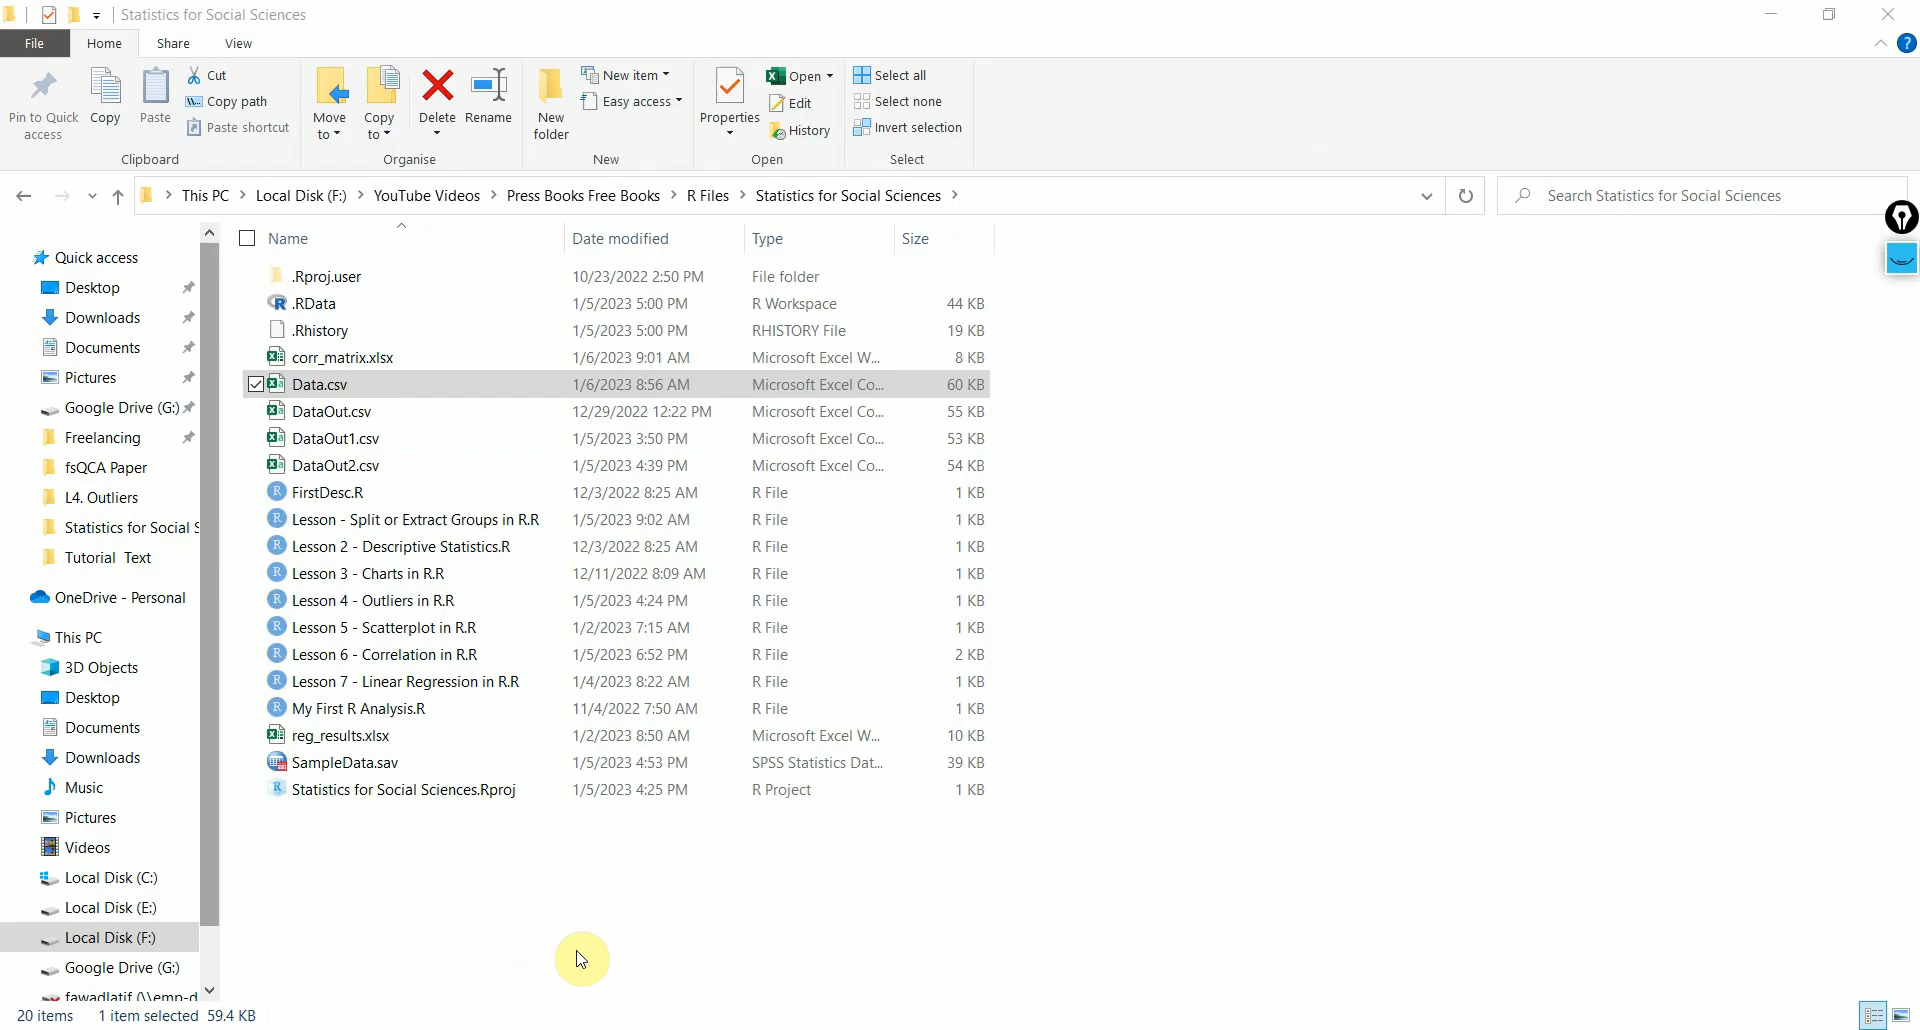 Statistics for Social Sciences
File Home Share View
Pin to Quick access
Copy
Paste
Cut
Copy path
Paste shortcut
Clipboard
Move to
Copy to
Delete
Rename
Organise
New folder
New item
Easy access
New
Properties
Open
Edit
History
Open
Select all
Select none
Invert selection
Select
This PC > Local Disk (F:) > YouTube Videos > Press Books Free Books > R Files > Statistics for Social Sciences >
Search Statistics for Social Sciences
Quick access
Desktop
Downloads
Documents
Pictures
Google Drive (G:)
Freelancing
fsQCA Paper
L4. Outliers
Statistics for Social S
Tutorial Text
OneDrive - Personal
This PC
3D Objects
Desktop
Documents
Downloads
Music
Pictures
Videos
Local Disk (C:)
Local Disk (E:)
Local Disk (F:)
Google Drive (G:)
fawadlatif (\\emp-d
Name Date modified Type Size
.Rproj.user 10/23/2022 2:50 PM File folder
.RData 1/5/2023 5:00 PM R Workspace 44 KB
.Rhistory 1/5/2023 5:00 PM RHISTORY File 19 KB
corr_matrix.xlsx 1/6/2023 9:01 AM Microsoft Excel W... 8 KB
Data.csv 1/6/2023 8:56 AM Microsoft Excel Co... 60 KB
DataOut.csv 12/29/2022 12:22 PM Microsoft Excel Co... 55 KB
DataOut1.csv 1/5/2023 3:50 PM Microsoft Excel Co... 53 KB
DataOut2.csv 1/5/2023 4:39 PM Microsoft Excel Co... 54 KB
FirstDesc.R 12/3/2022 8:25 AM R File 1 KB
Lesson - Split or Extract Groups in R.R 1/5/2023 9:02 AM R File 1 KB
Lesson 2 - Descriptive Statistics.R 12/3/2022 8:25 AM R File 1 KB
Lesson 3 - Charts in R.R 12/11/2022 8:09 AM R File 1 KB
Lesson 4 - Outliers in R.R 1/5/2023 4:24 PM R File 1 KB
Lesson 5 - Scatterplot in R.R 1/2/2023 7:15 AM R File 1 KB
Lesson 6 - Correlation in R.R 1/5/2023 6:52 PM R File 2 KB
Lesson 7 - Linear Regression in R.R 1/4/2023 8:22 AM R File 1 KB
My First R Analysis.R 11/4/2022 7:50 AM R File 1 KB
reg_results.xlsx 1/2/2023 8:50 AM Microsoft Excel W... 10 KB
SampleData.sav 1/5/2023 4:53 PM SPSS Statistics Dat... 39 KB
Statistics for Social Sciences.Rproj 1/5/2023 4:25 PM R Project 1 KB
20 items 1 item selected 59.4 KB